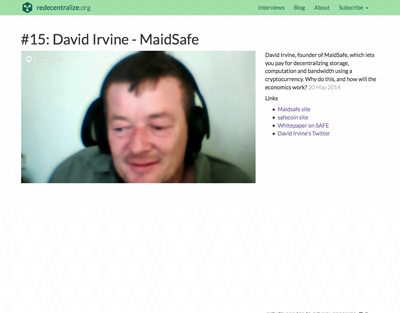 redecentralize.org
Interviews Blog About Subscribe
#15: David Irvine - MaidSafe
David Irvine, founder of MaidSafe, which lets
you pay for decentralizing storage,
computation and bandwidth using a
cryptocurrency. Why do this, and how will the
economics work? 20 May 2014
Links
Maidsafe site
safecoin site
Whitepaper on SAFE
David Irvine's Twitter